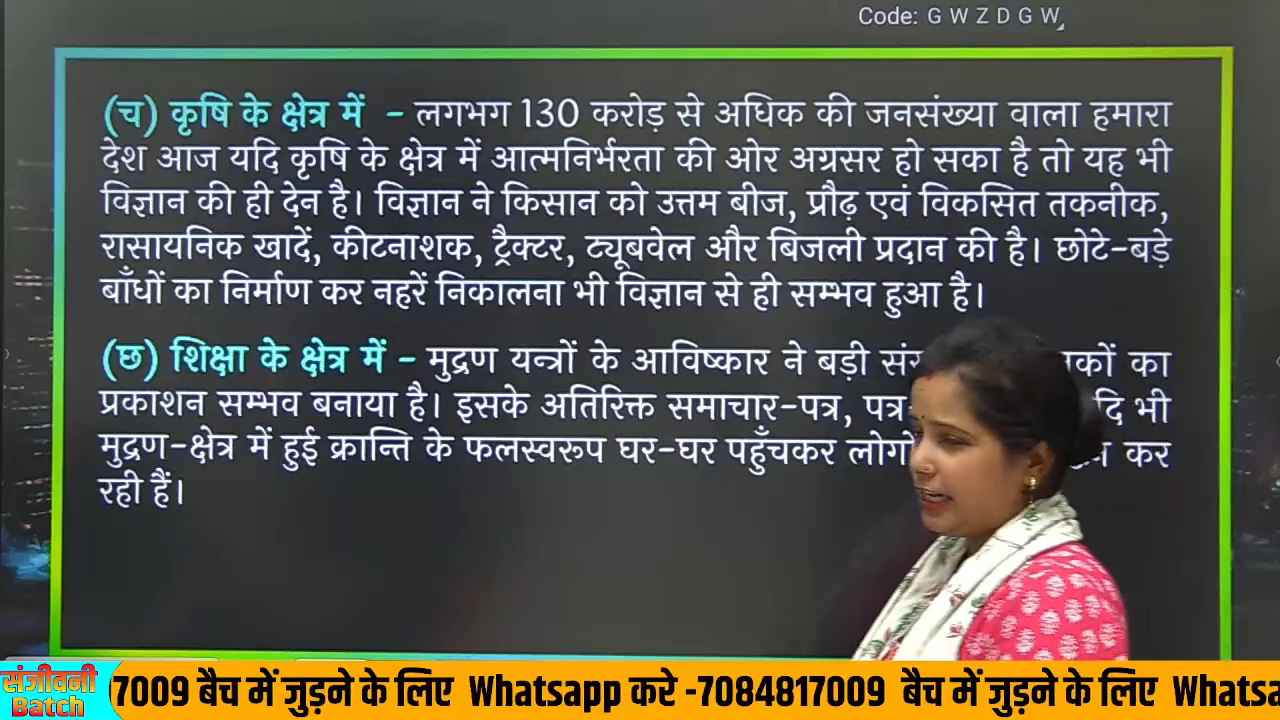 Code: G W Z D G W
(च) कृषि के क्षेत्र में - लगभग 130 करोड़ से अधिक की जनसंख्या वाला हमारा
देश आज यदि कृषि के क्षेत्र में आत्मनिर्भरता की ओर अग्रसर हो सका है तो यह भी
विज्ञान की ही देन है। विज्ञान ने किसान को उत्तम बीज, प्रौढ़ एवं विकसित तकनीक,
रासायनिक खादें, कीटनाशक, ट्रैक्टर, ट्यूबवेल और बिजली प्रदान की है। छोटे-बड़े
बाँधों का निर्माण कर नहरें निकालना भी विज्ञान से ही सम्भव हुआ है।
(छ) शिक्षा के क्षेत्र में - मुद्रण यन्त्रों के आविष्कार ने बड़ी का
प्रकाशन सम्भव बनाया है। इसके अतिरिक्त समाचार-पत्र, पत्र- भी
मुद्रण-क्षेत्र में हुई क्रान्ति के फलस्वरूप घर-घर पहुँचकर कर
रही हैं।
संजीवनी
Batch
7009 बैच में जुड़ने के लिए Whatsapp करे -7084817009 बैच में जुड़ने के लिए Whatsa